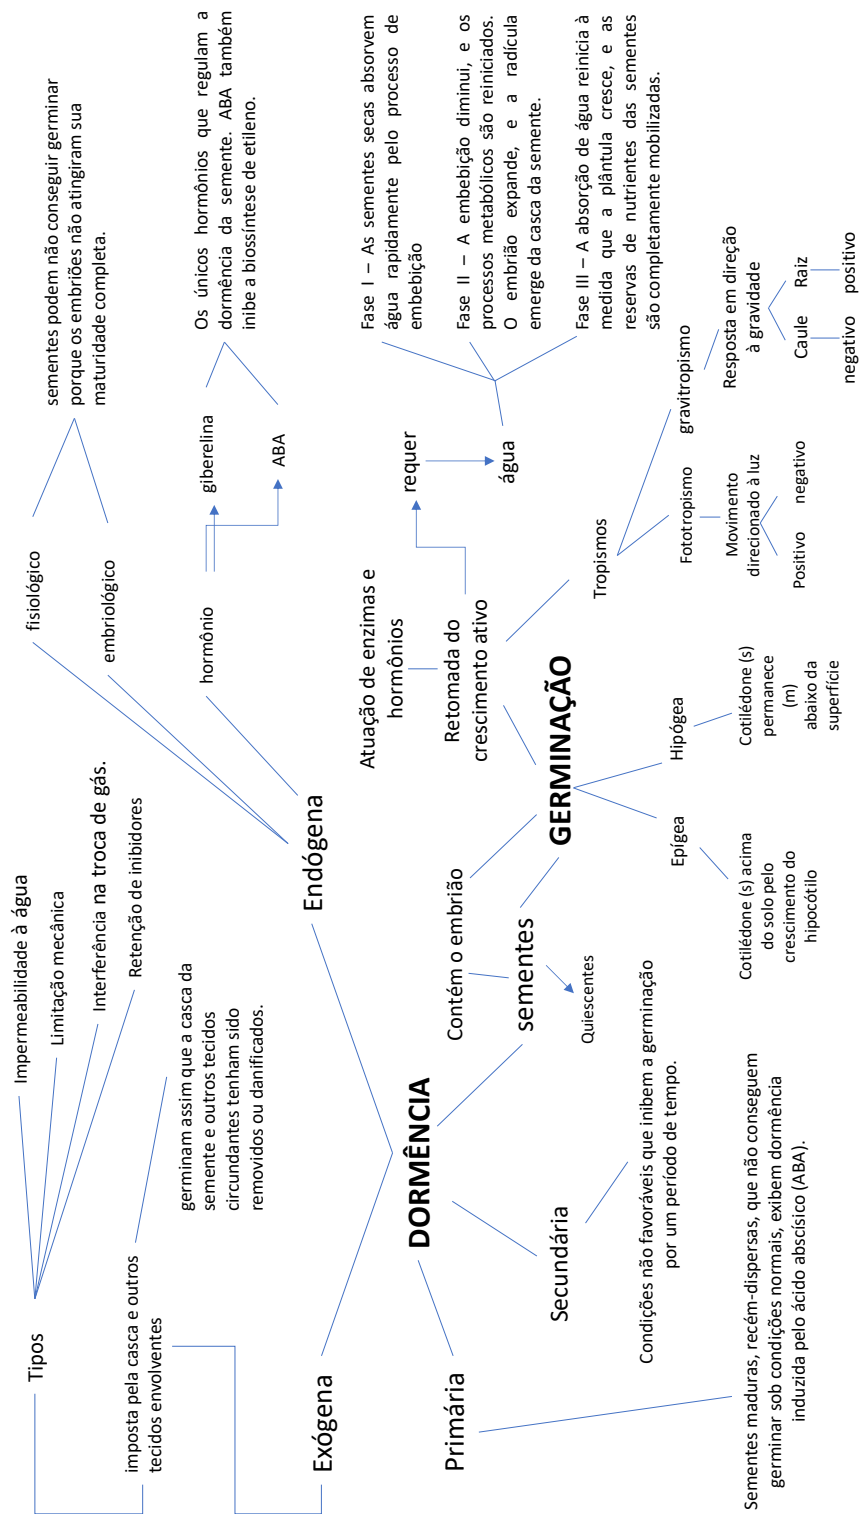 Tipos
Impermeabilidade à água
Limitação mecânica
Interferência na troca de gás.
Retenção de inibidores
imposta pela casca e outros
tecidos envolventes
germinam assim que a casca da
semente e outros tecidos
circundantes tenham sido
removidos ou danificados.
Exógena
Endógena
fisiológico
embriológico
sementes podem não conseguir germinar
porque os embriões não atingiram sua
maturidade completa.
hormônio
giberelina
ABA
Os únicos hormônios que regulam a
dormência da semente. ABA também
inibe a biossíntese de etileno.
DORMÊNCIA
Primária
Sementes maduras, recém-dispersas, que não conseguem
germinar sob condições normais, exibem dormência
induzida pelo ácido abscísico (ABA).
Secundária
Condições não favoráveis que inibem a germinação
por um período de tempo.
Contém o embrião
sementes
Quiescentes
GERMINAÇÃO
Atuação de enzimas e
hormônios
Retomada do
crescimento ativo
requer
água
Fase I – As sementes secas absorvem
água rapidamente pelo processo de
embebição
Fase II – A embebição diminui, e os
processos metabólicos são reiniciados.
O embrião expande, e a radícula
emerge da casca da semente.
Fase III – A absorção de água reinicia à
medida que a plântula cresce, e as
reservas de nutrientes das sementes
são completamente mobilizadas.
Epígea
Cotilédone (s) acima
do solo pelo
crescimento do
hipocótilo
Hipógea
Cotilédone (s)
permanece
(m)
abaixo da
superfície
Tropismos
Fototropismo
Movimento
direcionado à luz
Positivo
negativo
gravitropismo
Resposta em direção
à gravidade
Caule
Raiz
negativo
positivo